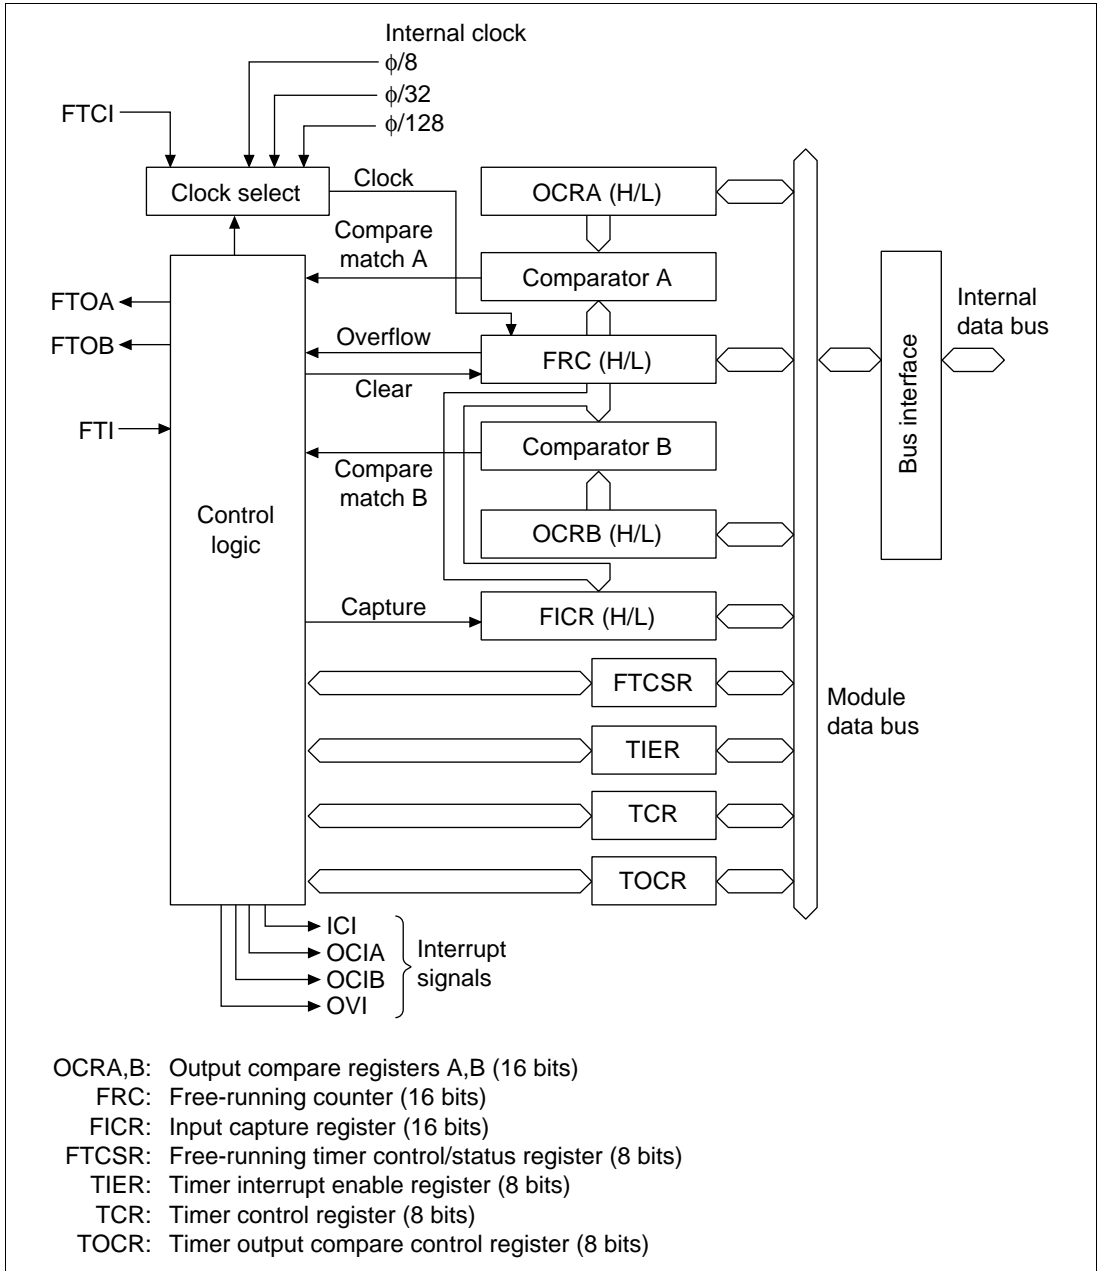 Internal clock
ϕ/8
ϕ/32
FTCI
ϕ/128
Clock select
Clock
OCRA (H/L)
Compare
match A
Comparator A
FTOA
Internal
data bus
FTOB
Overflow
FRC (H/L)
Clear
Bus interface
FTI
Comparator B
Compare
match B
Control
logic
OCRB (H/L)
Capture
FICR (H/L)
FTCSR
Module
data bus
TIER
TCR
TOCR
ICI
OCIA
OCIB
OVI
Interrupt
signals
OCRA,B: Output compare registers A,B (16 bits)
FRC: Free-running counter (16 bits)
FICR: Input capture register (16 bits)
FTCSR: Free-running timer control/status register (8 bits)
TIER: Timer interrupt enable register (8 bits)
TCR: Timer control register (8 bits)
TOCR: Timer output compare control register (8 bits)